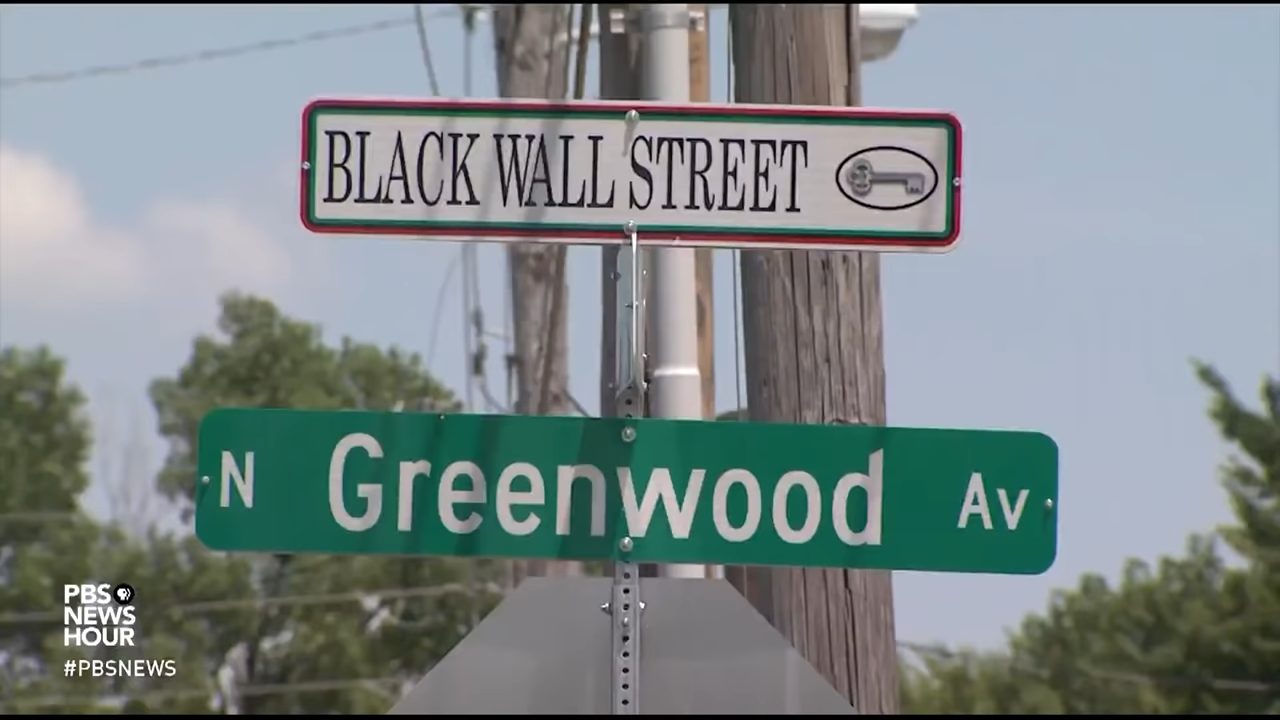 BLACK WALL STREET
N Greenwood Av
PBS
NEWS
HOUR
#PBSNEWS